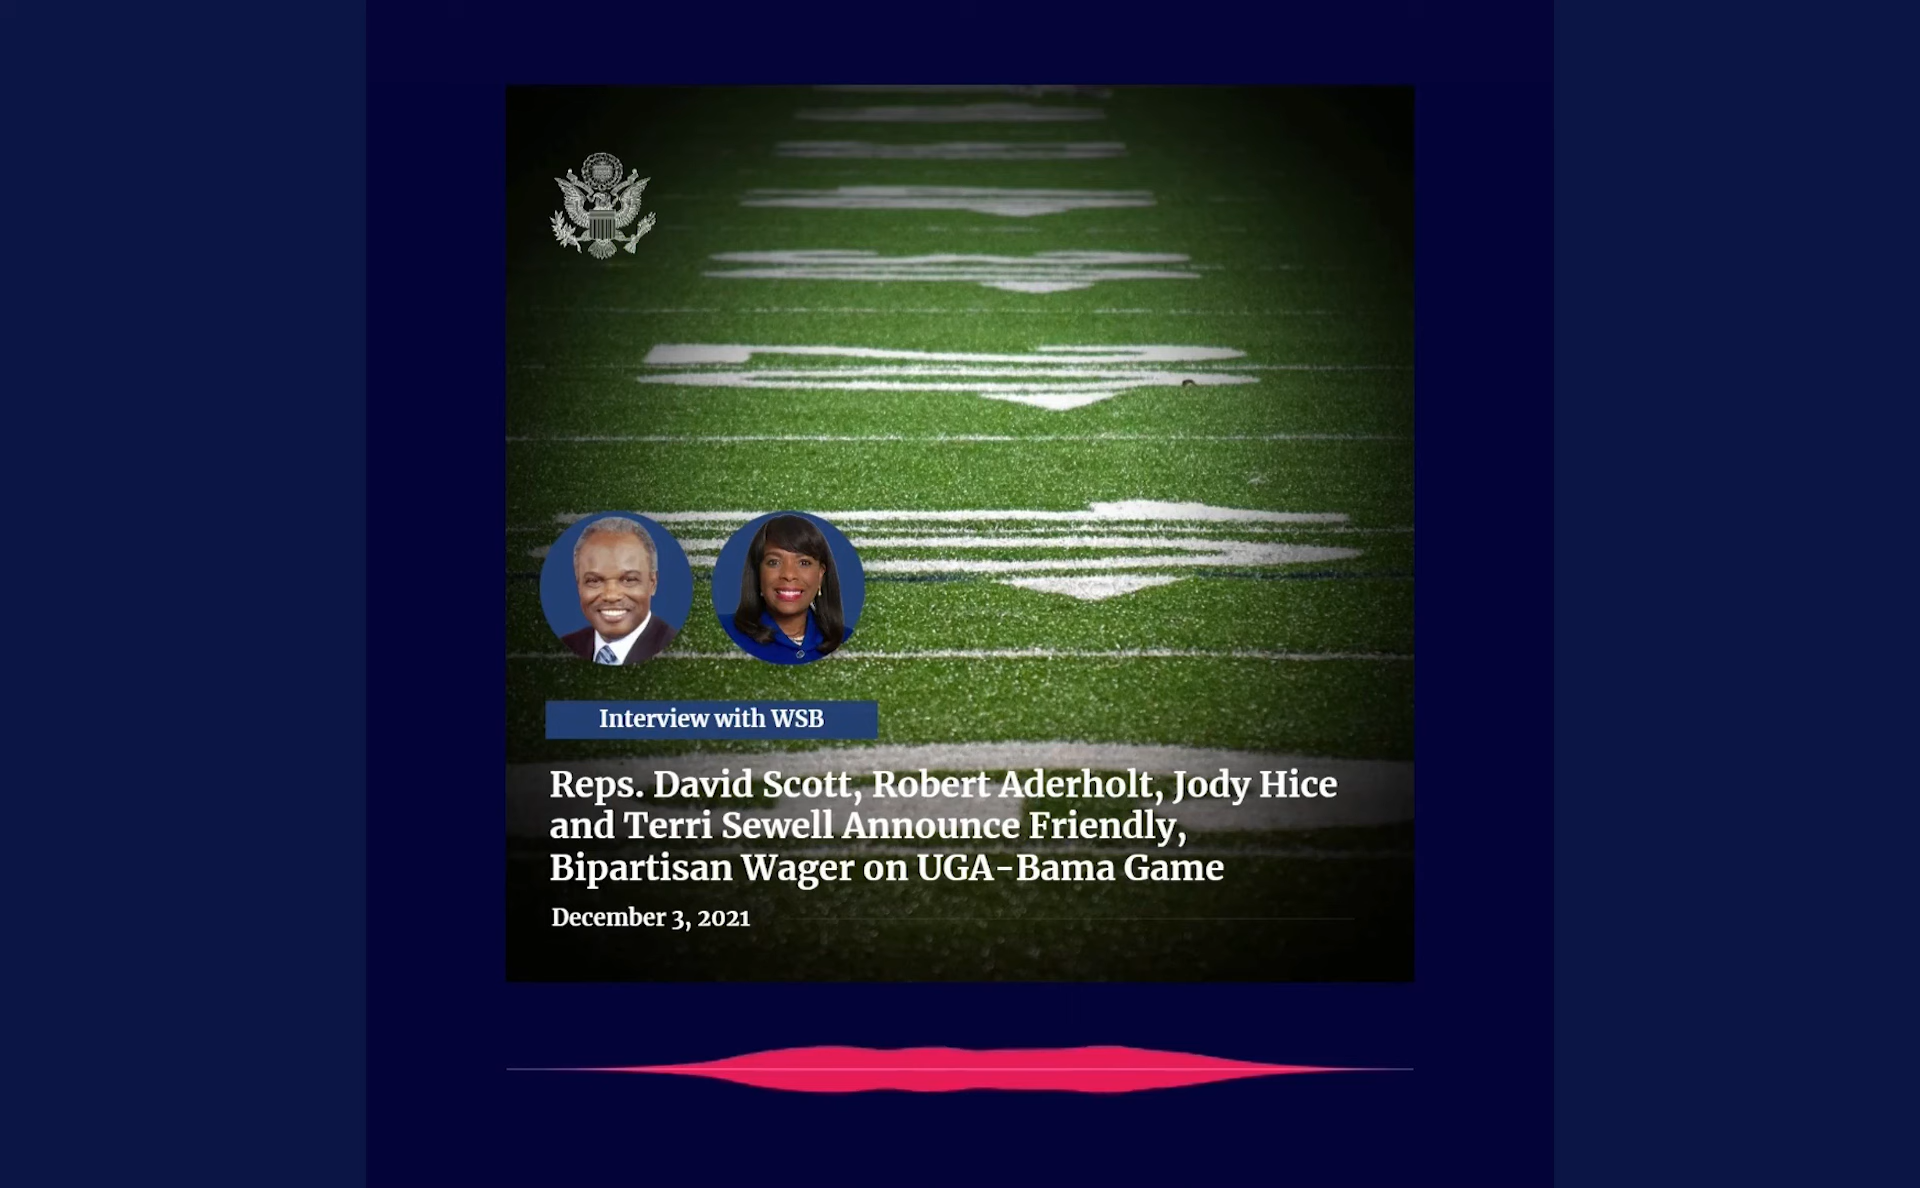 Interview with WSB
Reps. David Scott, Robert Aderholt, Jody Hice
and Terri Sewell Announce Friendly,
Bipartisan Wager on UGA-Bama Game
December 3, 2021